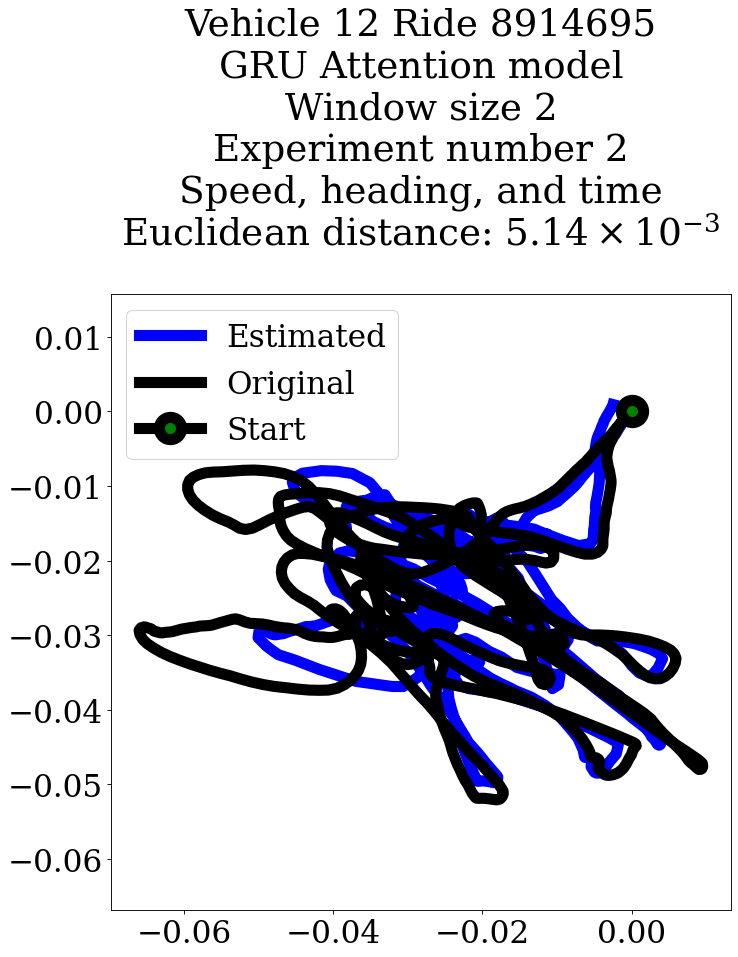 Vehicle 12 Ride 8914695
GRU Attention model
Window size 2
Experiment number 2
Speed, heading, and time
Euclidean distance: 5.14 × 10⁻³
Estimated
Original
Start
0.01
0.00
−0.01
−0.02
−0.03
−0.04
−0.05
−0.06
−0.06 −0.04 −0.02 0.00